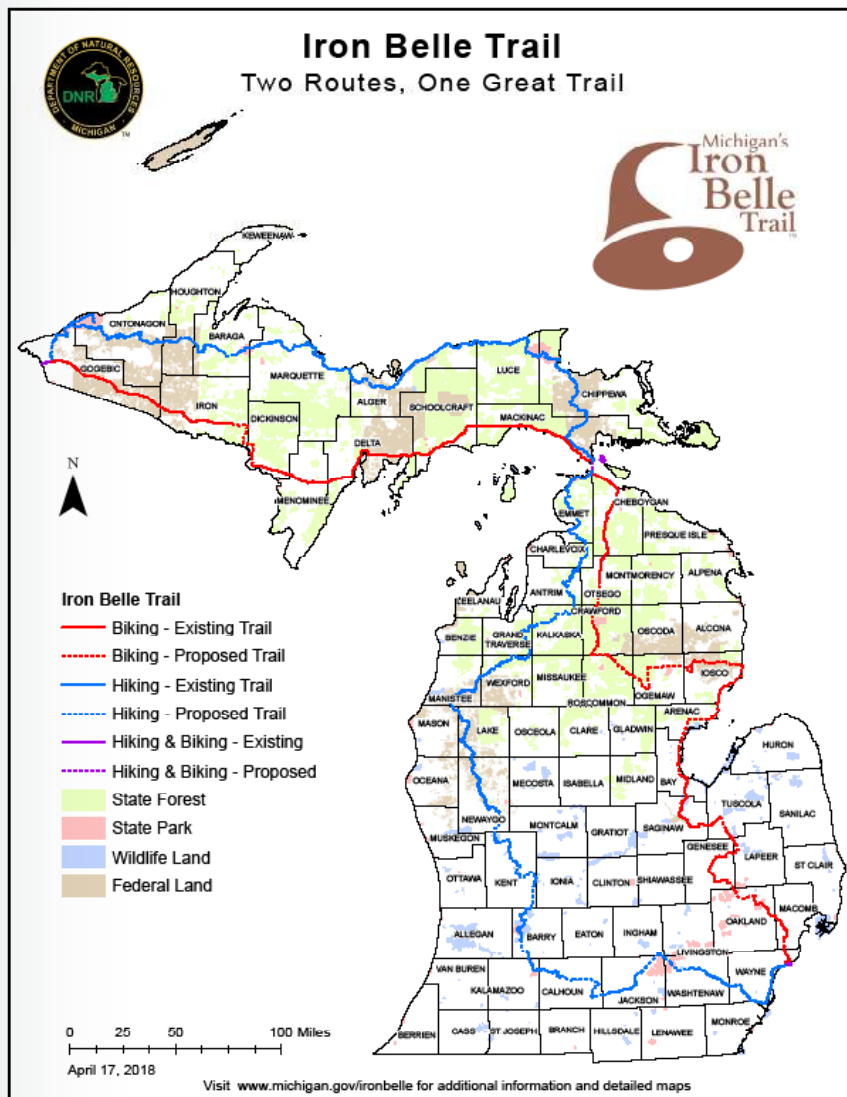 Iron Belle Trail
Two Routes, One Great Trail
DEPARTMENT OF NATURAL RESOURCES
DNR
MICHIGAN
TM
Michigan's
Iron
Belle
Trail
KEWEENAW
HOUGHTON
ONTONAGON
BARAGA
GOGEBIC
MARQUETTE
LUCE
IRON
ALGER
CHIPPEWA
DICKINSON
SCHOOLCRAFT
MACKINAC
DELTA
N
MENOMINEE
CHEBOYGAN
EMMET
PRESQUE ISLE
CHARLEVOIX
MONTMORENCY
ALPENA
ANTRIM
OTSEGO
LEELANAU
CRAWFORD
BENZIE
GRAND
TRAVERSE
KALKASKA
OSCODA
ALCONA
MISSAUKEE
IOSCO
WEXFORD
OGEMAW
MANISTEE
ROSCOMMON
ARENAC
MASON
LAKE
OSCEOLA
CLARE
GLADWIN
HURON
OCEANA
MECOSTA
ISABELLA
MIDLAND
BAY
TUSCOLA
SANILAC
NEWAYGO
MONTCALM
GRATIOT
SAGINAW
MUSKEGON
GENESEE
LAPEER
ST CLAIR
OTTAWA
KENT
IONIA
CLINTON
SHIAWASSEE
MACOMB
OAKLAND
ALLEGAN
BARRY
EATON
INGHAM
LIVINGSTON
VAN BUREN
WAYNE
KALAMAZOO
CALHOUN
JACKSON
WASHTENAW
BERRIEN
CASS
ST JOSEPH
BRANCH
HILLSDALE
LENAWEE
MONROE
Iron Belle Trail
Biking - Existing Trail
Biking - Proposed Trail
Hiking - Existing Trail
Hiking - Proposed Trail
Hiking & Biking - Existing
Hiking & Biking - Proposed
State Forest
State Park
Wildlife Land
Federal Land
0 25 50 100 Miles
April 17, 2018
Visit www.michigan.gov/ironbelle for additional information and detailed maps